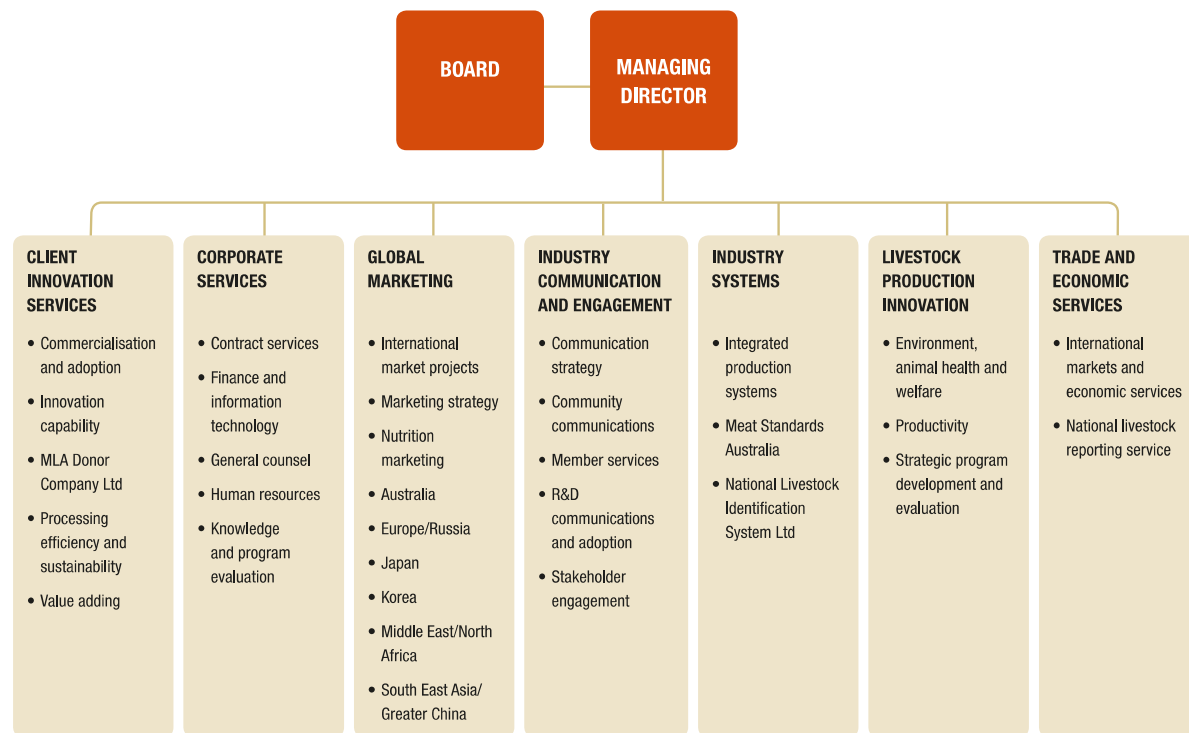 BOARD
MANAGING
DIRECTOR
CLIENT
INNOVATION
SERVICES
• Commercialisation
and adoption
• Innovation
capability
• MLA Donor
Company Ltd
• Processing
efficiency and
sustainability
• Value adding
CORPORATE
SERVICES
• Contract services
• Finance and
information
technology
• General counsel
• Human resources
• Knowledge
and program
evaluation
GLOBAL
MARKETING
• International
market projects
• Marketing strategy
• Nutrition
marketing
• Australia
• Europe/Russia
• Japan
• Korea
• Middle East/North
Africa
• South East Asia/
Greater China
INDUSTRY
COMMUNICATION
AND ENGAGEMENT
• Communication
strategy
• Community
communications
• Member services
• R&D
communications
and adoption
• Stakeholder
engagement
INDUSTRY
SYSTEMS
• Integrated
production
systems
• Meat Standards
Australia
• National Livestock
Identification
System Ltd
LIVESTOCK
PRODUCTION
INNOVATION
• Environment,
animal health and
welfare
• Productivity
• Strategic program
development and
evaluation
TRADE AND
ECONOMIC
SERVICES
• International
markets and
economic services
• National livestock
reporting service